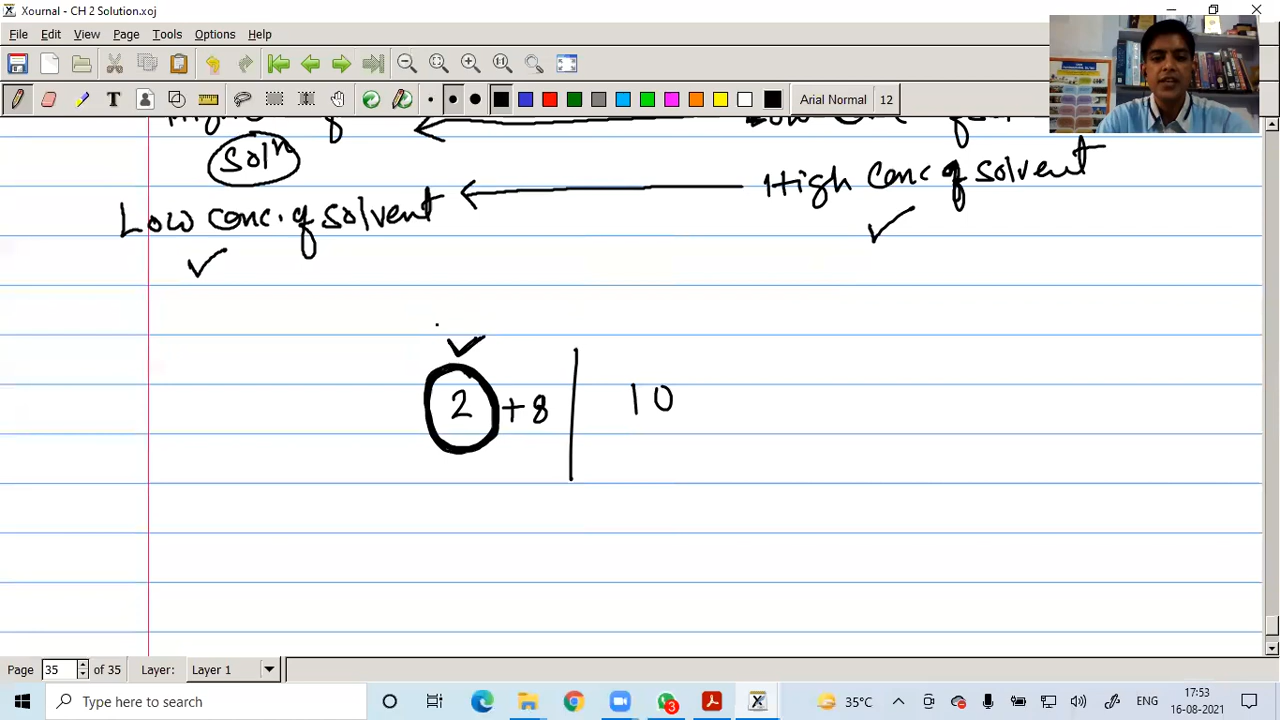 Xournal - CH 2 Solution.xoj
File Edit View Page Tools Options Help
Arial Normal 12
Solⁿ
High Conc of solvent
Low conc. of solvent
2 +8 | 10
Page 35 of 35 Layer: Layer 1
Type here to search
3
35°C
ENG
17:53
16-08-2021